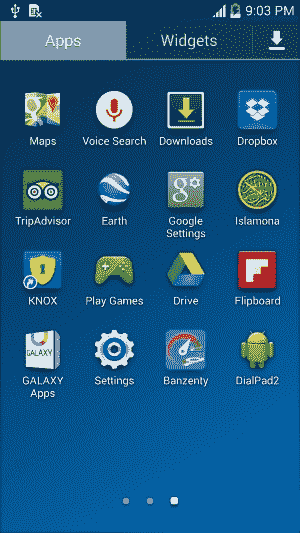 9:03 PM
Apps Widgets
Maps Voice Search Downloads Dropbox
TripAdvisor Earth Google Settings Islamona
KNOX Play Games Drive Flipboard
GALAXY Apps Settings Banzenty DialPad2